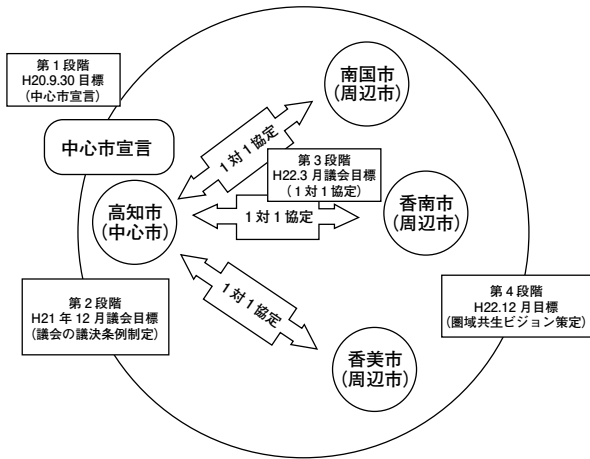 第1段階
H20.9.30 目標
(中心市宣言)
中心市宣言
高知市
(中心市)
第2段階
H21 年 12 月議会目標
(議会の議決条例制定)
南国市
(周辺市)
1対1協定
第3段階
H22.3 月議会目標
(1対1協定)
1対1協定
香南市
(周辺市)
1対1協定
香美市
(周辺市)
第4段階
H22.12 月目標
(圏域共生ビジョン策定)